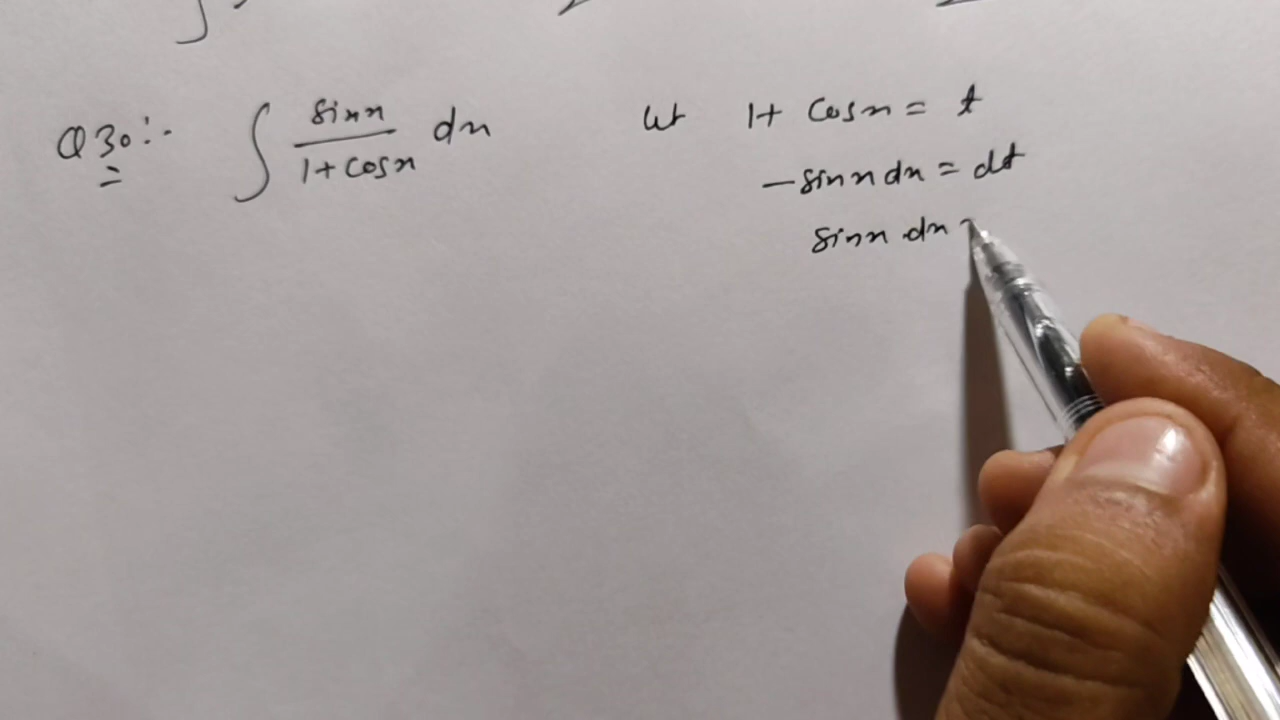 Q30:- ∫ sinx / 1+cosx dx
let 1+ cosx = t
-sinx dx = dt
sinx dx =